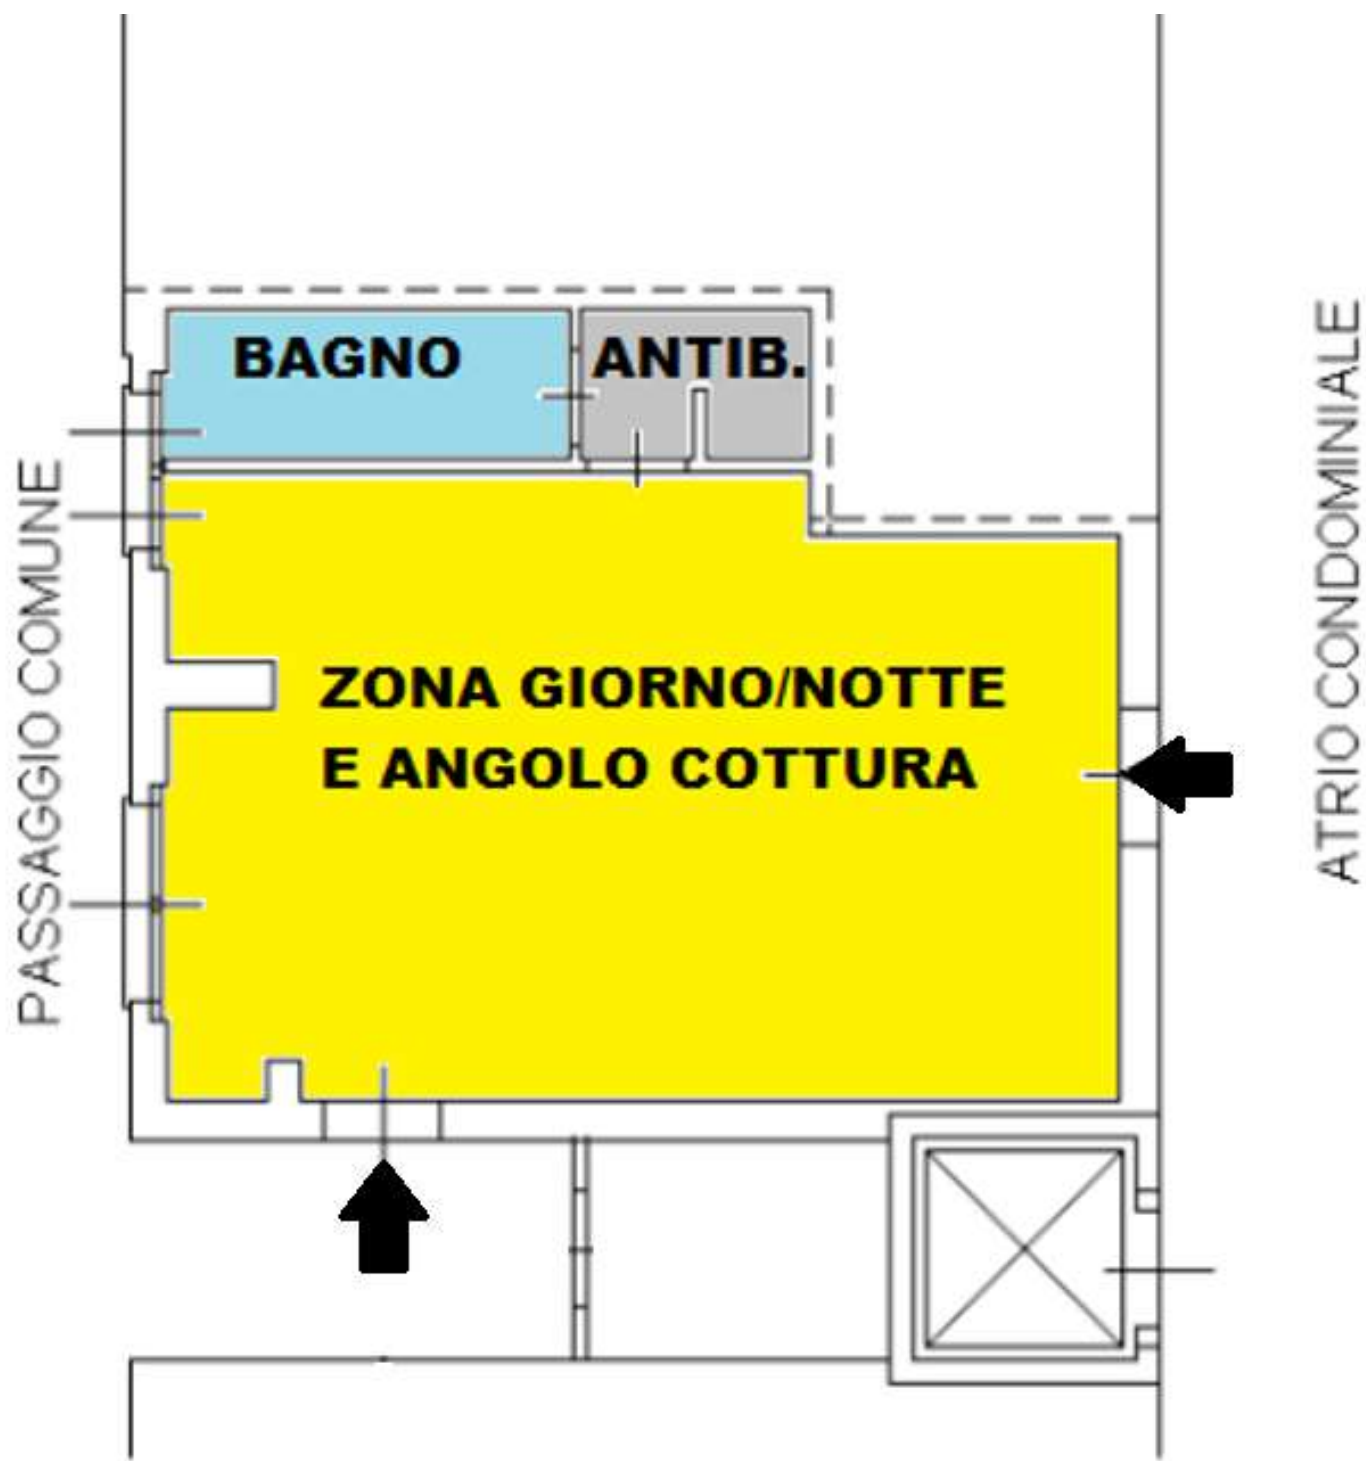 BAGNO
ANTIB.
PASSAGGIO COMUNE
ZONA GIORNO/NOTTE
E ANGOLO COTTURA
ATRIO CONDOMINIALE